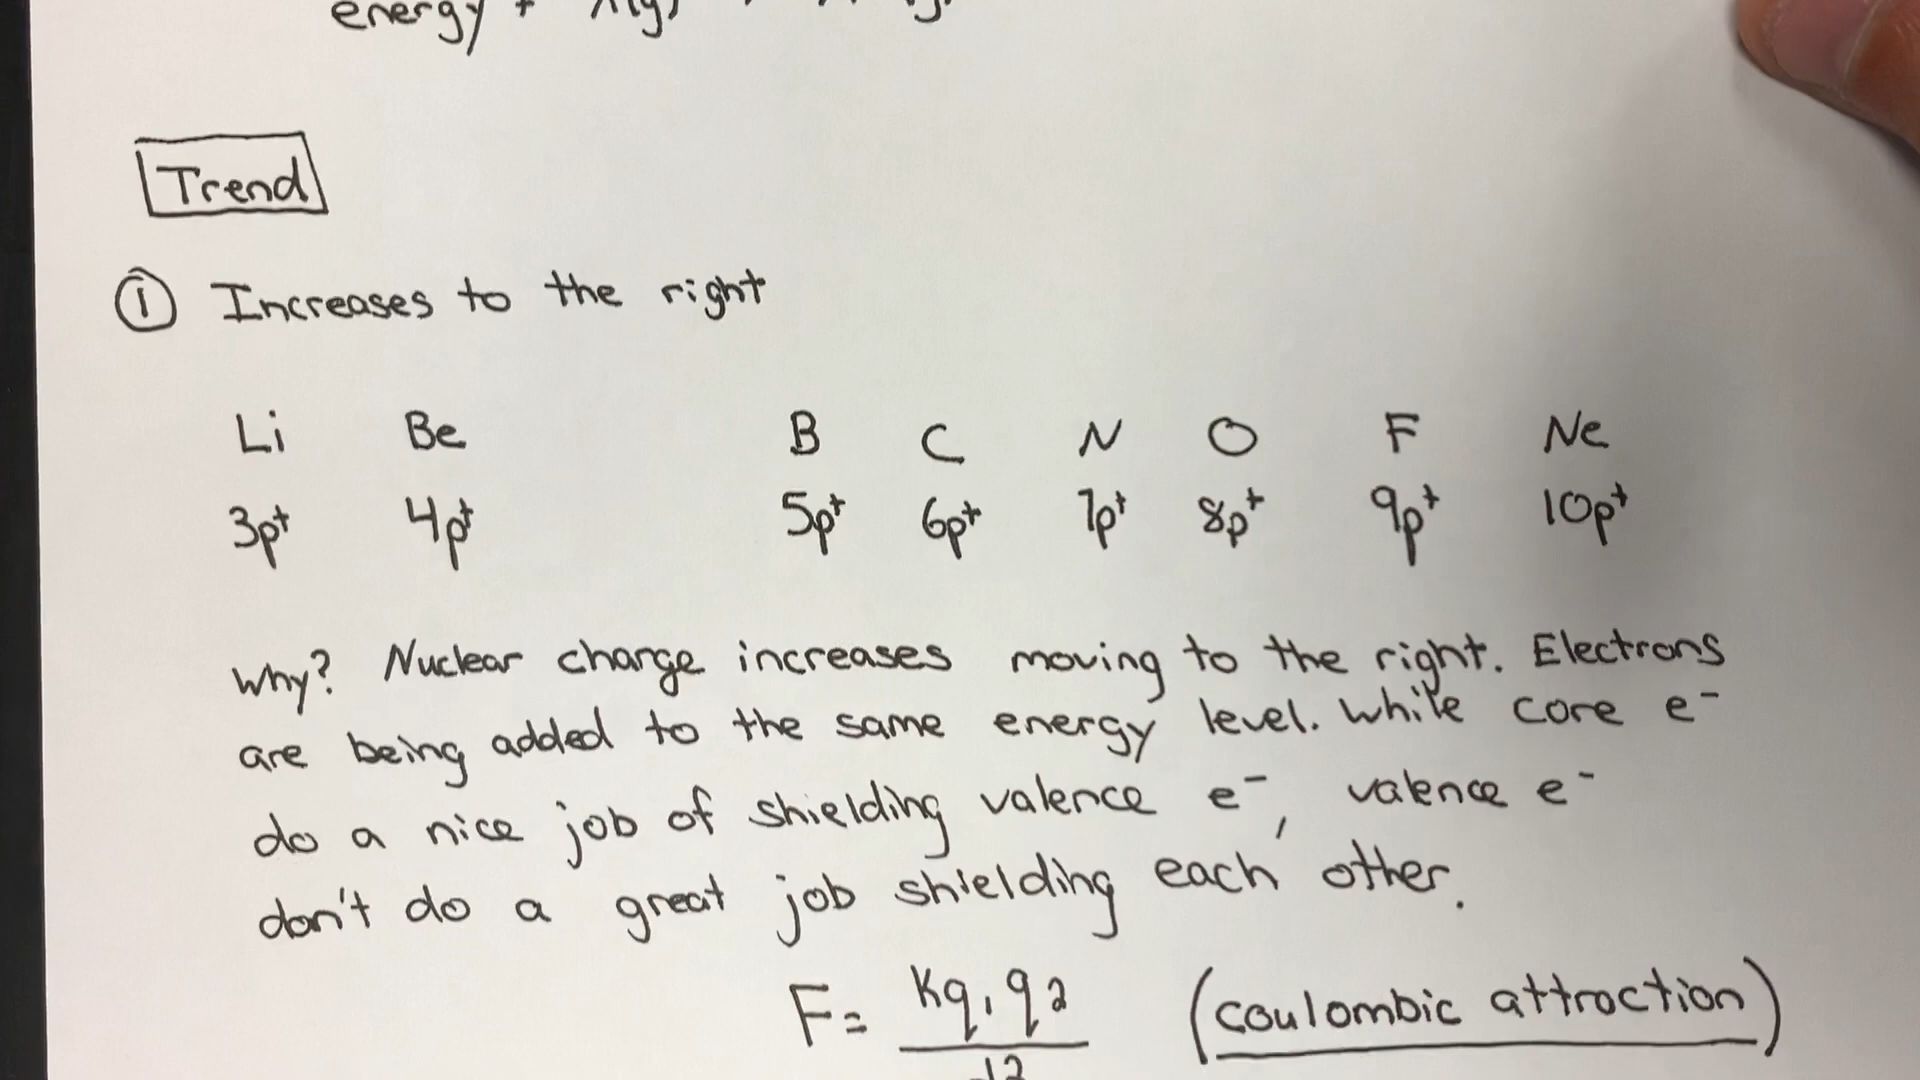 energy +
Trend
① Increases to the right
Li Be B C N O F Ne
3p⁺ 4p⁺ 5p⁺ 6p⁺ 7p⁺ 8p⁺ 9p⁺ 10p⁺
Why? Nuclear charge increases moving to the right. Electrons
are being added to the same energy level. While core e⁻
do a nice job of shielding valence e⁻, valence e⁻
don't do a great job shielding each other.
F= kq₁q₂ (coulombic attraction)